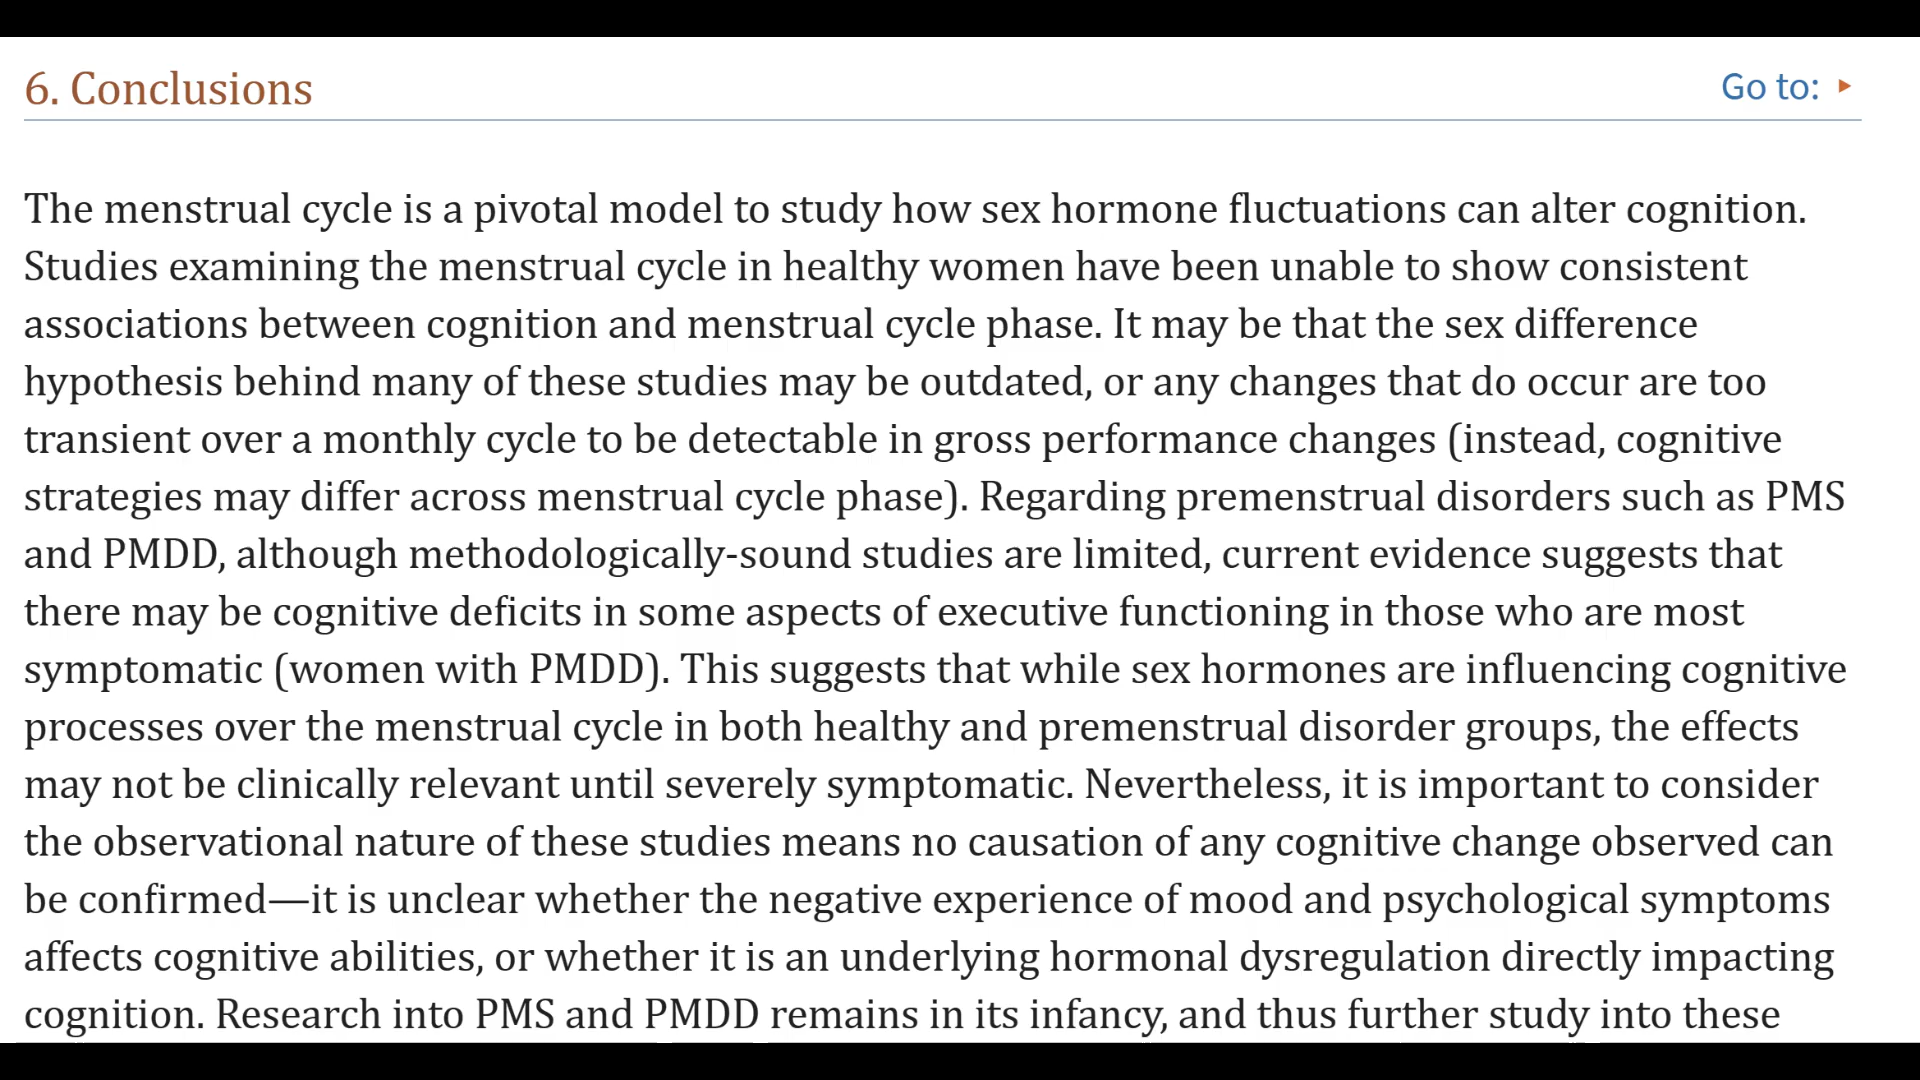 6. Conclusions
Go to:
The menstrual cycle is a pivotal model to study how sex hormone fluctuations can alter cognition.
Studies examining the menstrual cycle in healthy women have been unable to show consistent
associations between cognition and menstrual cycle phase. It may be that the sex difference
hypothesis behind many of these studies may be outdated, or any changes that do occur are too
transient over a monthly cycle to be detectable in gross performance changes (instead, cognitive
strategies may differ across menstrual cycle phase). Regarding premenstrual disorders such as PMS
and PMDD, although methodologically-sound studies are limited, current evidence suggests that
there may be cognitive deficits in some aspects of executive functioning in those who are most
symptomatic (women with PMDD). This suggests that while sex hormones are influencing cognitive
processes over the menstrual cycle in both healthy and premenstrual disorder groups, the effects
may not be clinically relevant until severely symptomatic. Nevertheless, it is important to consider
the observational nature of these studies means no causation of any cognitive change observed can
be confirmed—it is unclear whether the negative experience of mood and psychological symptoms
affects cognitive abilities, or whether it is an underlying hormonal dysregulation directly impacting
cognition. Research into PMS and PMDD remains in its infancy, and thus further study into these